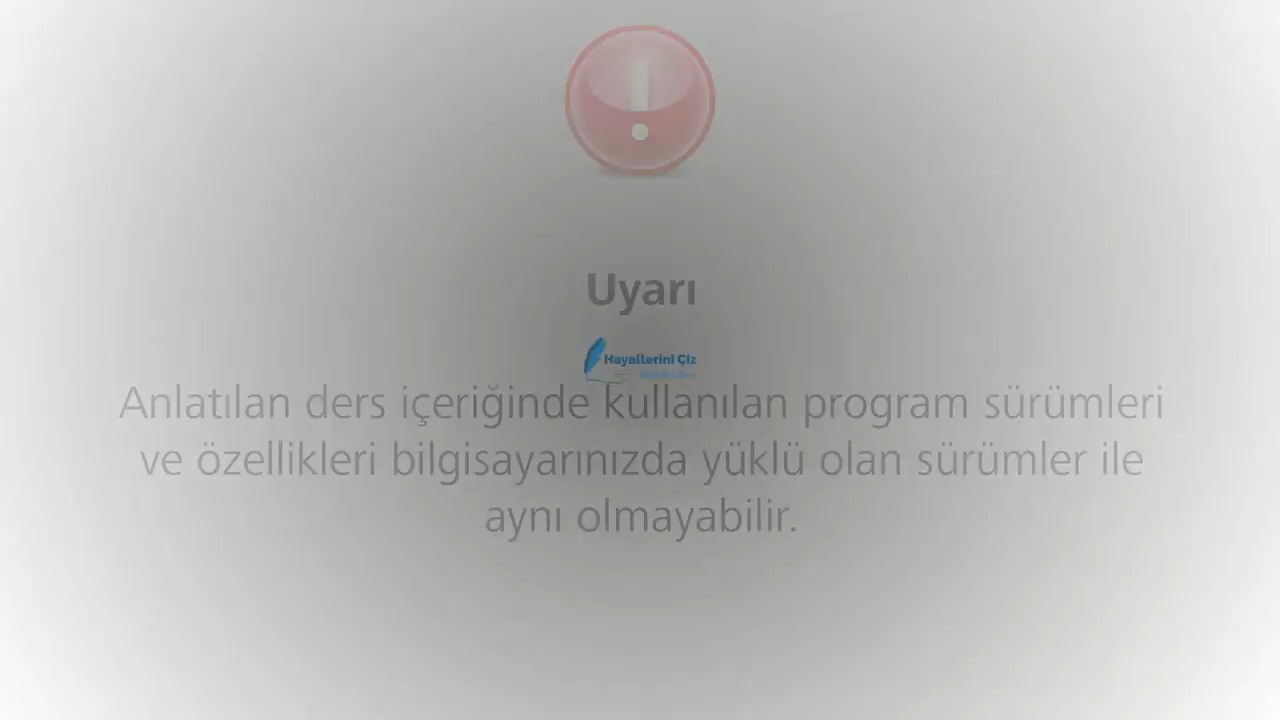 Uyarı
Hayallerini Çiz
Anlatılan ders içeriğinde kullanılan program sürümleri
ve özellikleri bilgisayarınızda yüklü olan sürümler ile
aynı olmayabilir.